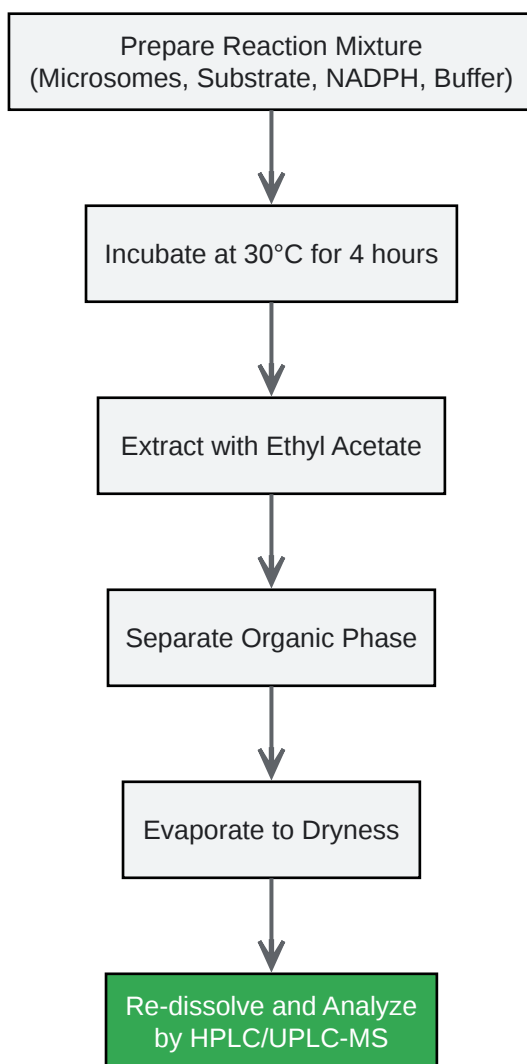 Prepare Reaction Mixture
(Microsomes, Substrate, NADPH, Buffer)
Incubate at 30°C for 4 hours
Extract with Ethyl Acetate
Separate Organic Phase
Evaporate to Dryness
Re-dissolve and Analyze
by HPLC/UPLC-MS